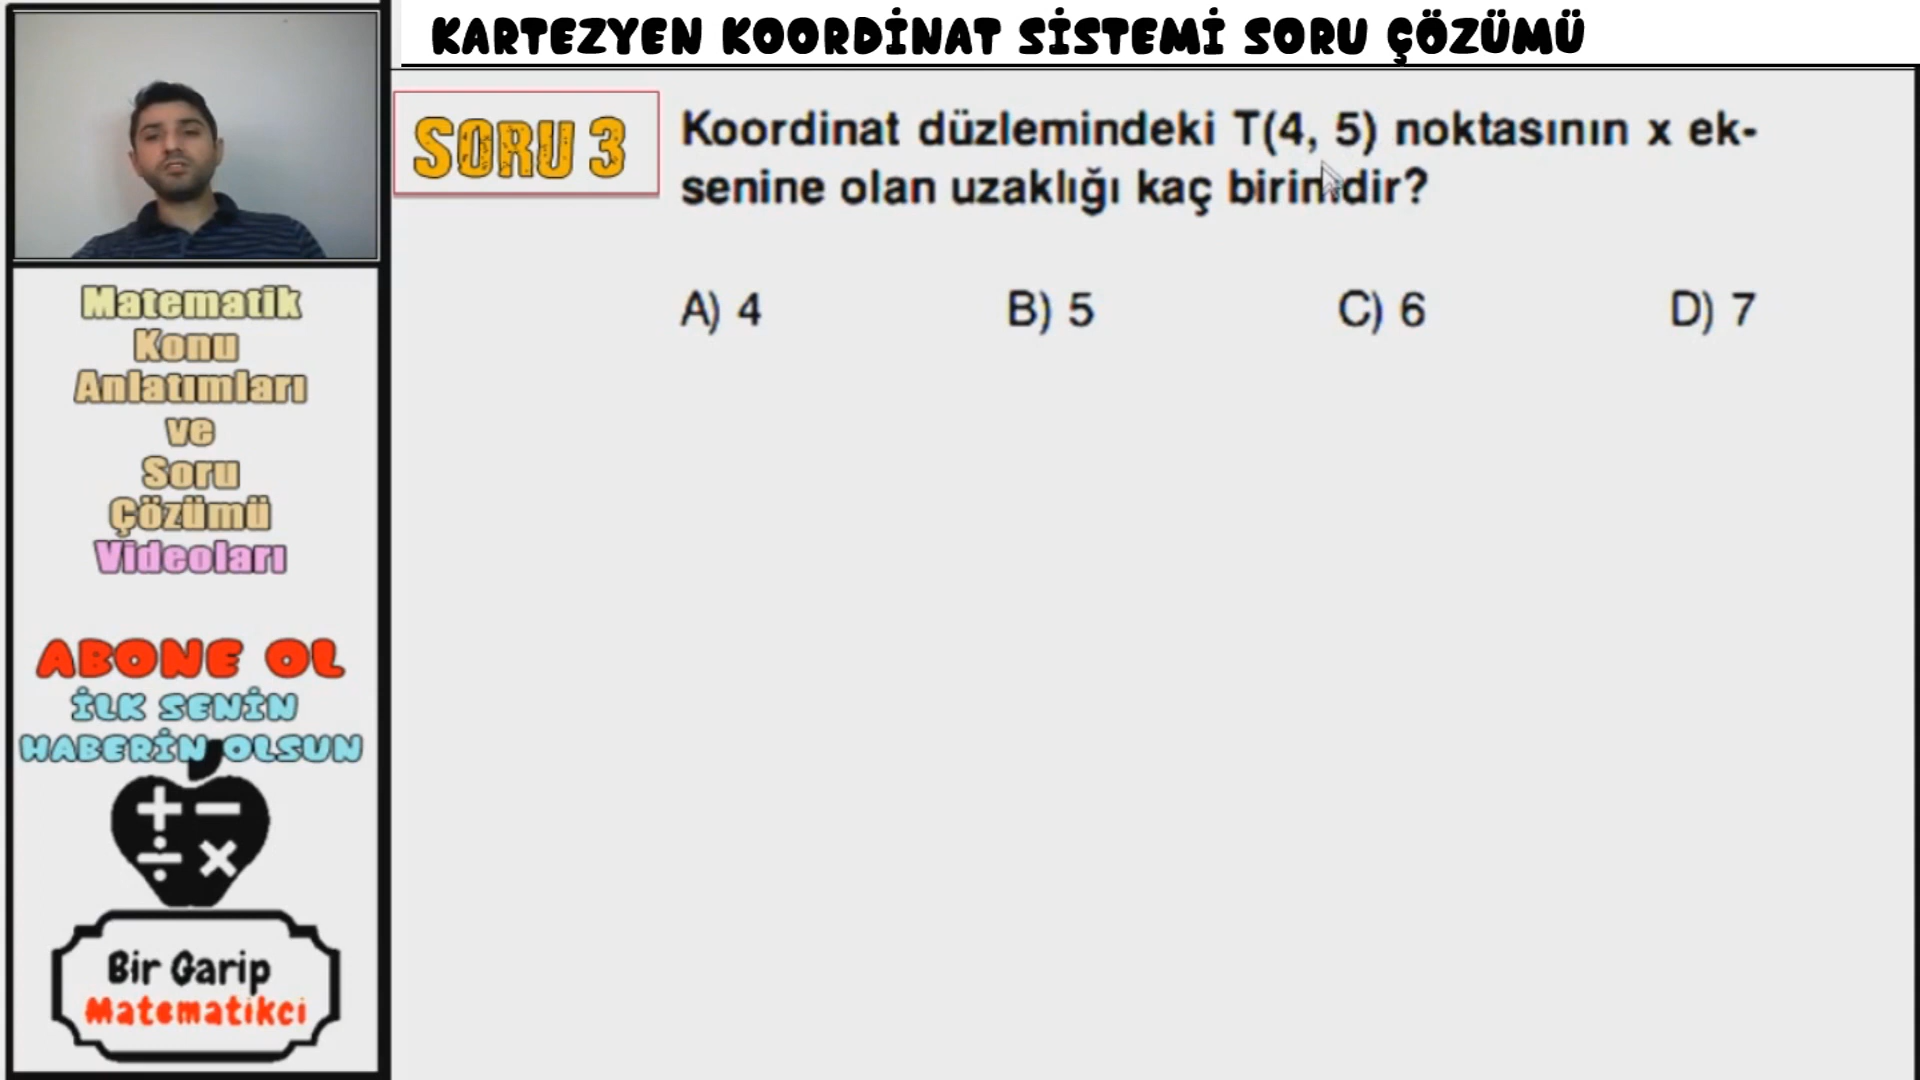 KARTEZYEN KOORDİNAT SİSTEMİ SORU ÇÖZÜMÜ
SORU 3
Koordinat düzlemindeki T(4, 5) noktasının x ek-
senine olan uzaklığı kaç birimdir?
A) 4 B) 5 C) 6 D) 7
Matematik
Konu
Anlatımları
ve
Soru
Çözümü
Videoları
ABONE OL
İLK SENİN
HABERİN OLSUN
Bir Garip
Matematikci